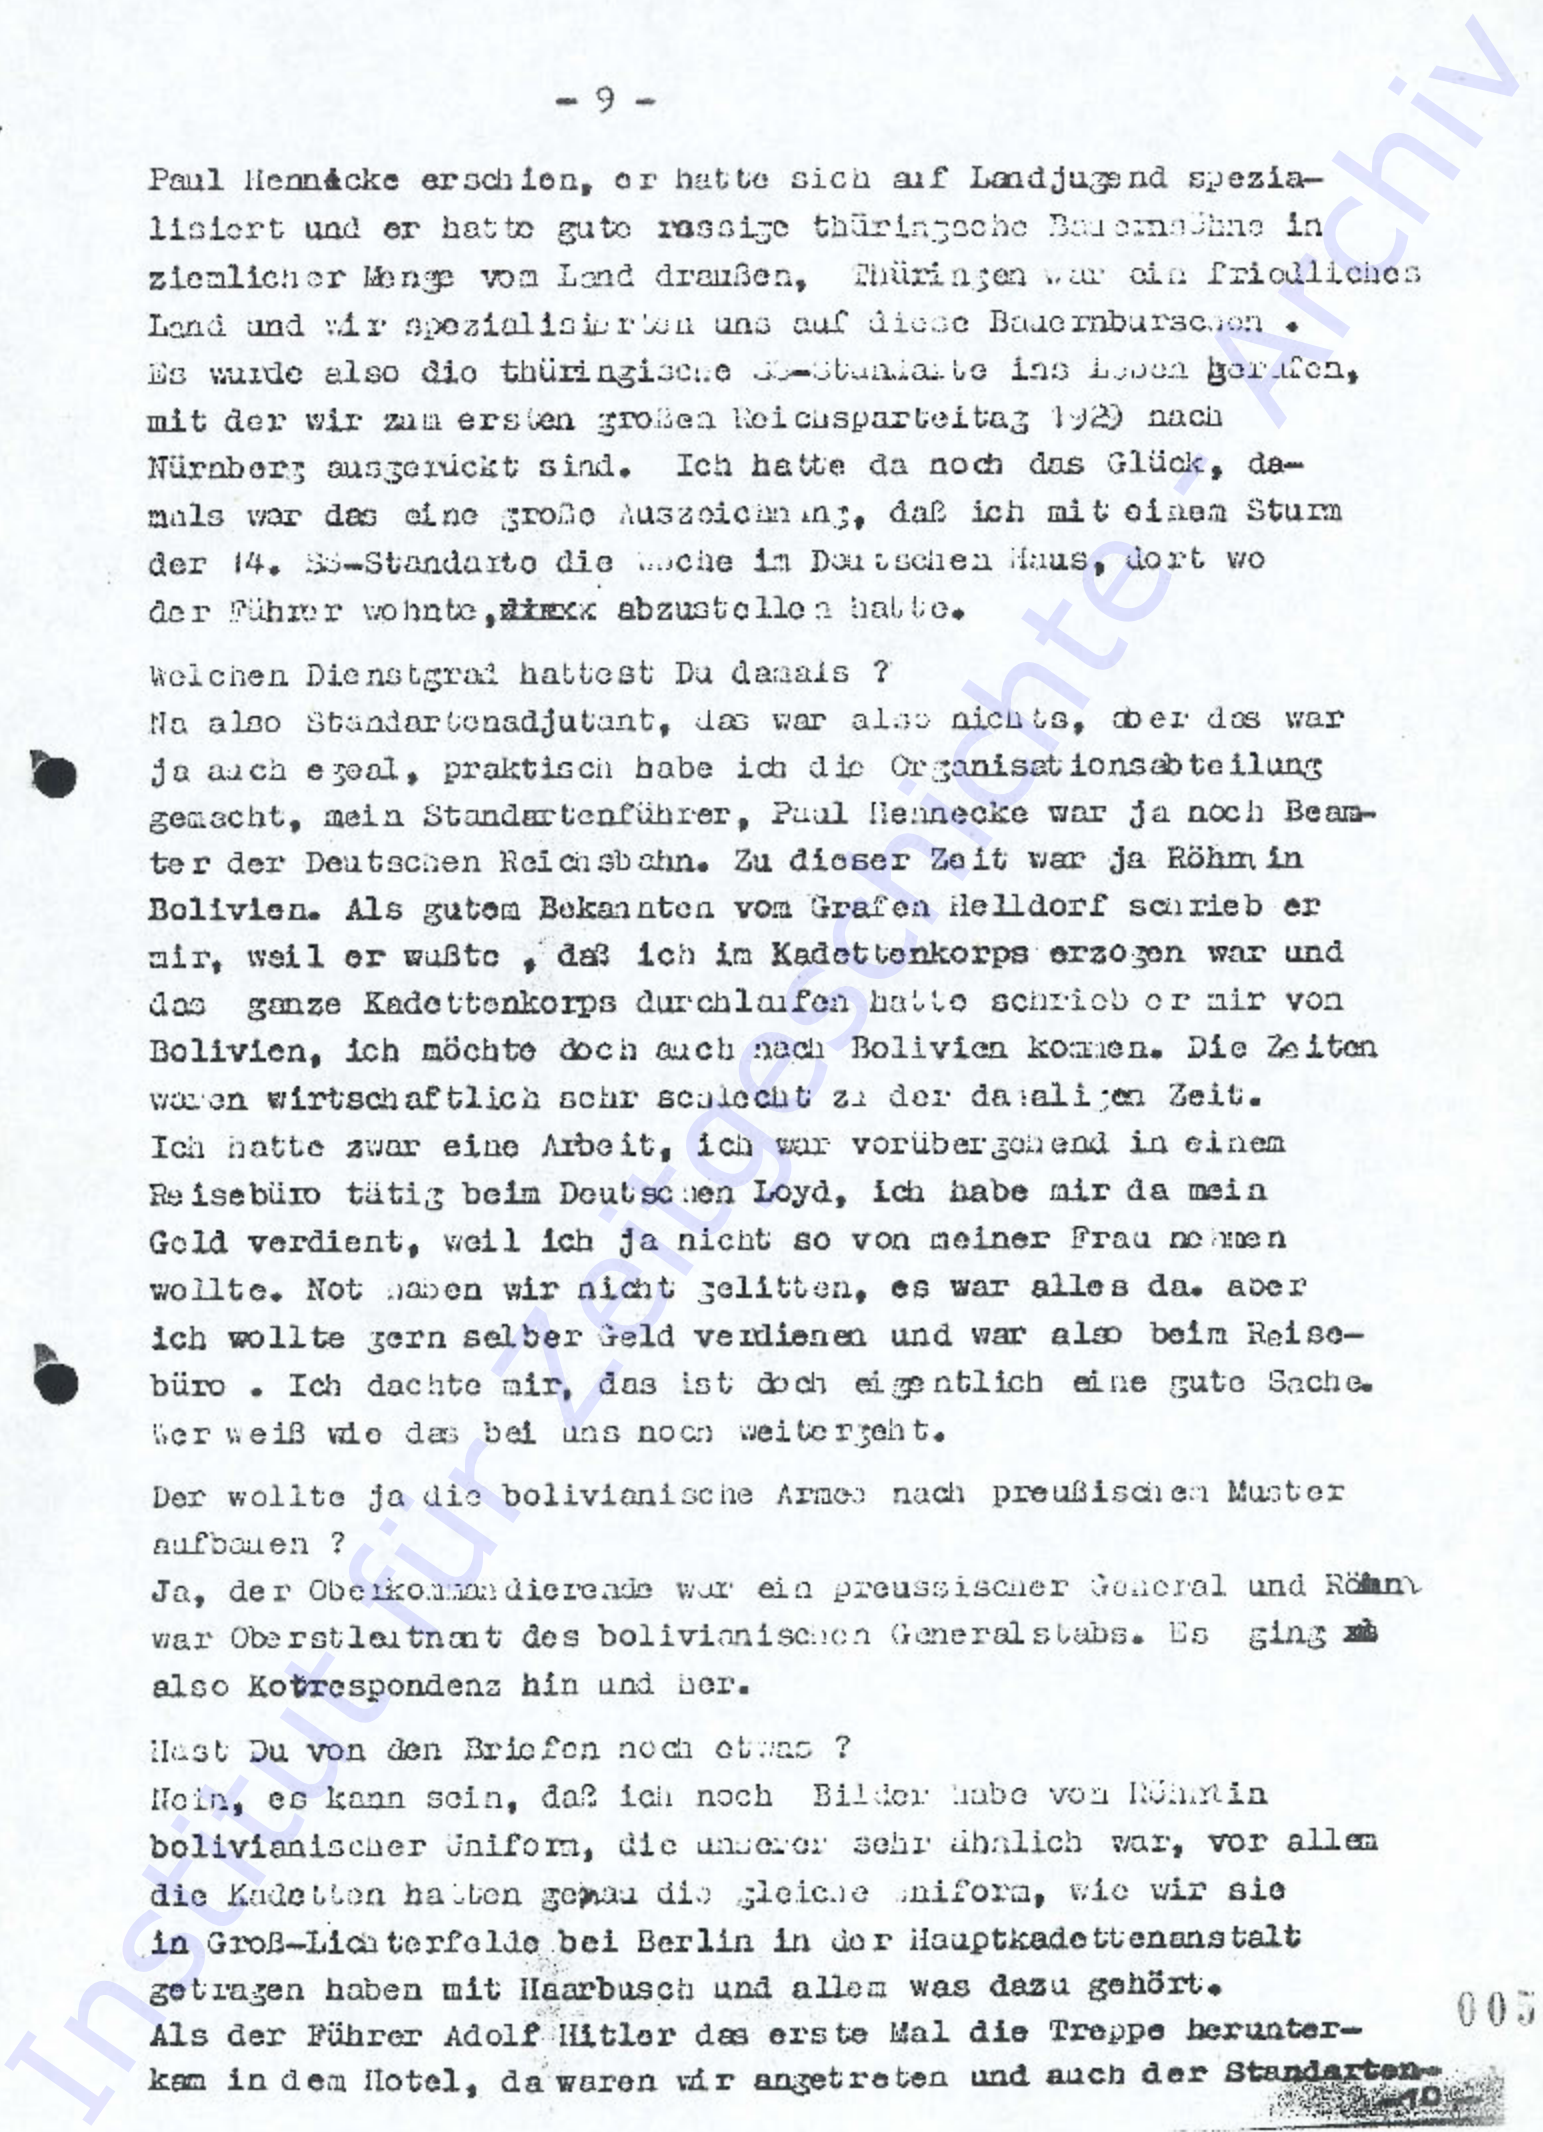 - 9 -
Paul Hennicke erschien, er hatte sich auf Landjugend spezia-
lisiert und er hatte gute rassige thüringsche Bauernsöhne in
ziemlicher Menge vom Land draußen, Thüringen war ein friedliches
Land und wir spezialisierten uns auf diese Bauernburschen .
Es wurde also die thüringische SS-Standarte ins Leben gerufen,
mit der wir zum ersten großen Reichsparteitag 1929 nach
Nürnberg ausgerückt sind. Ich hatte da noch das Glück, da-
mals war das eine große Auszeichnung, daß ich mit einem Sturm
der 14. SS-Standarte die Wache im Deutschen Haus, dort wo
der Führer wohnte, abzustellen hatte.
Welchen Dienstgrad hattest Du damals ?
Na also Standartenadjutant, das war also nichts, aber das war
ja auch egal, praktisch habe ich die Organisationsabteilung
gemacht, mein Standartenführer, Paul Hennecke war ja noch Beam-
ter der Deutschen Reichsbahn. Zu dieser Zeit war ja Röhm in
Bolivien. Als gutem Bekannten vom Grafen Helldorf schrieb er
mir, weil er wußte , daß ich im Kadettenkorps erzogen war und
das ganze Kadettenkorps durchlaufen hatte schrieb er mir von
Bolivien, ich möchte doch auch nach Bolivien kommen. Die Zeiten
waren wirtschaftlich sehr schlecht zu der damaligen Zeit.
Ich hatte zwar eine Arbeit, ich war vorübergehend in einem
Reisebüro tätig beim Deutschen Loyd, ich habe mir da mein
Geld verdient, weil ich ja nicht so von meiner Frau nehmen
wollte. Not haben wir nicht gelitten, es war alles da. aber
ich wollte gern selber Geld verdienen und war also beim Reise-
büro . Ich dachte mir, das ist doch eigentlich eine gute Sache.
Wer weiß wie das bei uns noch weitergeht.
Der wollte ja die bolivianische Armee nach preußischem Muster
aufbauen ?
Ja, der Oberkommandierende war ein preussischer General und Röhm
war Oberstleutnant des bolivianischen Generalstabs. Es ging
also Korrespondenz hin und her.
Hast Du von den Briefen noch etwas ?
Nein, es kann sein, daß ich noch Bilder habe von Röhm in
bolivianischer Uniform, die unserer sehr ähnlich war, vor allem
die Kadetten hatten genau die gleiche Uniform, wie wir sie
in Groß-Lichterfelde bei Berlin in der Hauptkadettenanstalt
getragen haben mit Haarbusch und allem was dazu gehört.
Als der Führer Adolf Hitler das erste Mal die Treppe herunter-
kam in dem Hotel, da waren wir angetreten und auch der Standarten-
-10-
005
Institut für Zeitgeschichte - Archiv